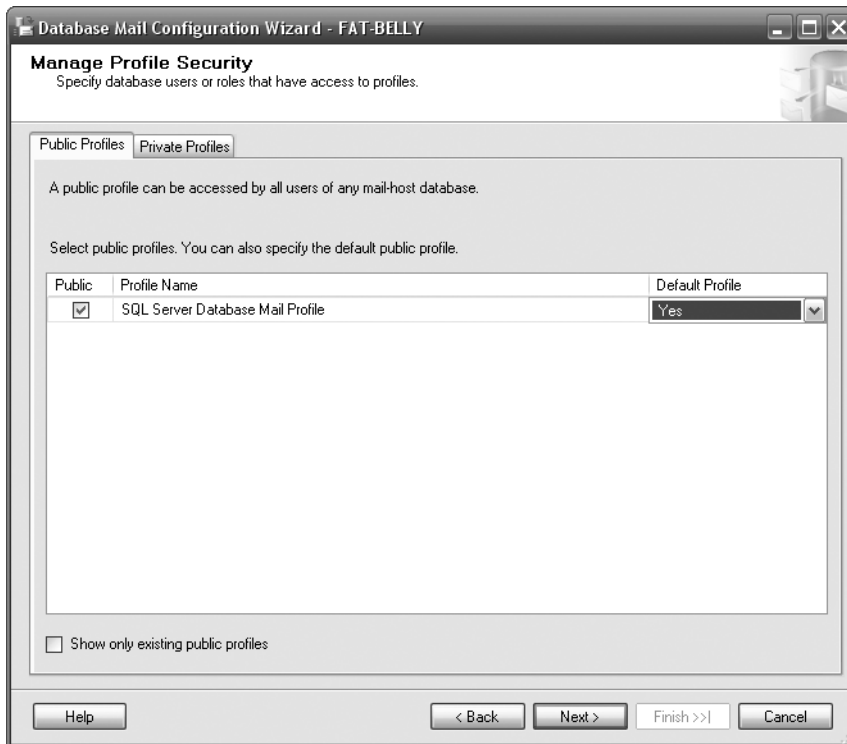 Database Mail Configuration Wizard - FAT-BELLY
Manage Profile Security
Specify database users or roles that have access to profiles.
Public Profiles Private Profiles
A public profile can be accessed by all users of any mail-host database.
Select public profiles. You can also specify the default public profile.
Public Profile Name Default Profile
SQL Server Database Mail Profile Yes
Show only existing public profiles
Help < Back Next > Finish >>| Cancel